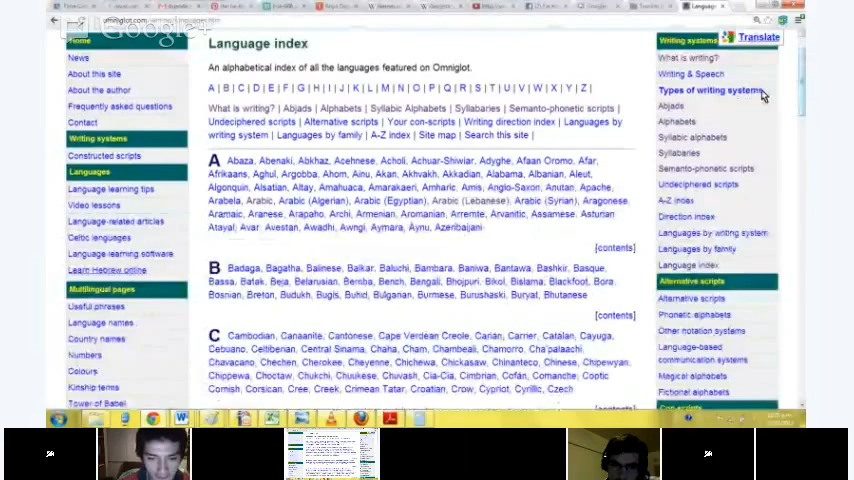 Translate
Home
News
About this site
About the author
Frequently asked questions
Contact
Writing systems
Constructed scripts
Languages
Language learning tips
Video lessons
Language-related articles
Celtic languages
Language-learning software
Learn Hebrew online
Multilingual pages
Useful phrases
Language names
Country names
Numbers
Colours
Kinship terms
Tower of Babel
Language index
An alphabetical index of all the languages featured on Omniglot.
A | B | C | D | E | F | G | H | I | J | K | L | M | N | O | P | Q | R | S | T | U | V | W | X | Y | Z |
What is writing? | Abjads | Alphabets | Syllabic Alphabets | Syllabaries | Semanto-phonetic scripts |
Undeciphered scripts | Alternative scripts | Your con-scripts | Writing direction index | Languages by
writing system | Languages by family | A-Z index | Site map | Search this site |
A Abaza, Abenaki, Abkhaz, Acehnese, Acholi, Achuar-Shiwiar, Adyghe, Afaan Oromo, Afar,
Afrikaans, Aghul, Argobba, Ahom, Ainu, Akan, Akhvakh, Akkadian, Alabama, Albanian, Aleut,
Algonquin, Alsatian, Altay, Amahuaca, Amarakaeri, Amharic, Amis, Anglo-Saxon, Anutan, Apache,
Arabela, Arabic, Arabic (Algerian), Arabic (Egyptian), Arabic (Lebanese), Arabic (Syrian), Aragonese,
Aramaic, Aranese, Arapaho, Archi, Armenian, Aromanian, Arrernte, Arvanitic, Assamese, Asturian
Atayal, Avar, Avestan, Awadhi, Awngi, Aymara, Äynu, Azeribaijani
[contents]
B Badaga, Bagatha, Balinese, Balkar, Baluchi, Bambara, Baniwa, Bantawa, Bashkir, Basque,
Bassa, Batak, Beja, Belarusian, Bemba, Bench, Bengali, Bhojpuri, Bikol, Bislama, Blackfoot, Bora,
Bosnian, Breton, Budukh, Bugis, Buhid, Bulgarian, Burmese, Burushaski, Buryat, Bhutanese
[contents]
C Cambodian, Canaanite, Cantonese, Cape Verdean Creole, Carian, Carrier, Catalan, Cayuga,
Cebuano, Celtiberian, Central Sinama, Chaha, Cham, Chambeali, Chamorro, Cha'palaachi,
Chavacano, Chechen, Cherokee, Cheyenne, Chichewa, Chickasaw, Chinanteco, Chinese, Chipewyan,
Chippewa, Choctaw, Chukchi, Chuukese, Chuvash, Cia-Cia, Cimbrian, Cofán, Comanche, Coptic
Cornish, Corsican, Cree, Creek, Crimean Tatar, Croatian, Crow, Cypriot, Cyrillic, Czech
Writing systems
What is writing?
Writing & Speech
Types of writing systems
Abjads
Alphabets
Syllabic alphabets
Syllabaries
Semanto-phonetic scripts
Undeciphered scripts
A-Z index
Direction index
Languages by writing system
Languages by family
Language index
Alternative scripts
Alternative scripts
Phonetic alphabets
Other notation systems
Language-based
communication systems
Magical alphabets
Fictional alphabets
Con-scripts